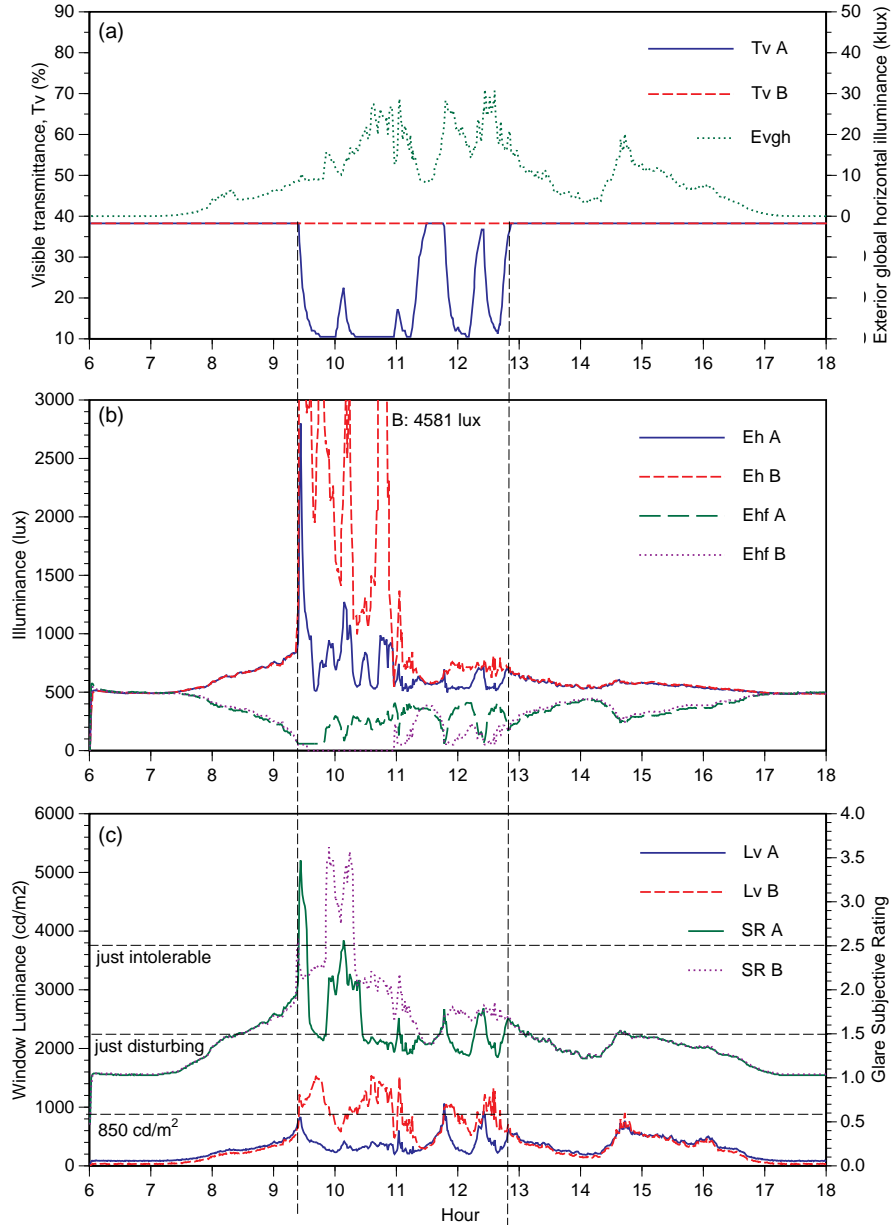 (a)
Tv A
Tv B
Evgh
Visible transmittance, Tv (%)
90
80
70
60
50
40
30
20
10
Exterior global horizontal illuminance (klux)
50
40
30
20
10
0
6 7 8 9 10 11 12 13 14 15 16 17 18
(b)
B: 4581 lux
Eh A
Eh B
Ehf A
Ehf B
Illuminance (lux)
3000
2500
2000
1500
1000
500
0
6 7 8 9 10 11 12 13 14 15 16 17 18
(c)
Lv A
Lv B
SR A
SR B
just intolerable
just disturbing
850 cd/m2
Window Luminance (cd/m2)
6000
5000
4000
3000
2000
1000
0
Glare Subjective Rating
4.0
3.5
3.0
2.5
2.0
1.5
1.0
0.5
0.0
6 7 8 9 10 11 12 13 14 15 16 17 18
Hour